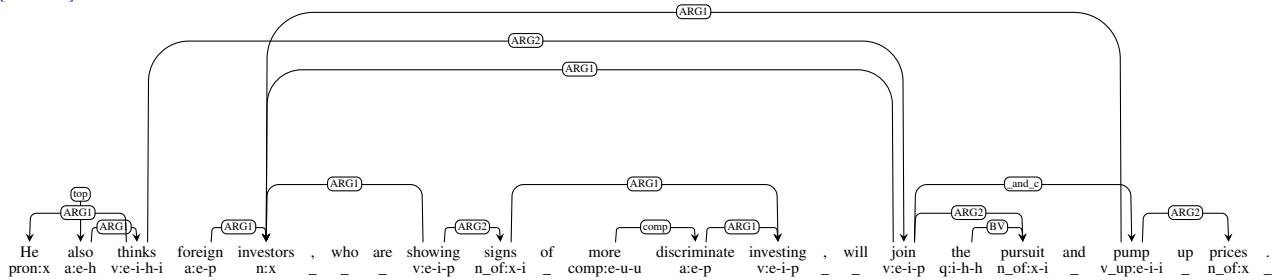 ARG1
ARG2
ARG1
top ARG1 ARG1 _and_c
ARG1 ARG1 ARG1 ARG2 comp ARG1 ARG2 BV ARG2
He also thinks foreign investors , who are showing signs of more discriminate investing , will join the pursuit and pump up prices .
pron:x a:e-h v:e-i-h-i a:e-p n:x _ _ _ v:e-i-p n_of:x-i _ comp:e-u-u a:e-p v:e-i-p _ _ v:e-i-p q:i-h-h n_of:x-i _ v_up:e-i-i _ n_of:x _